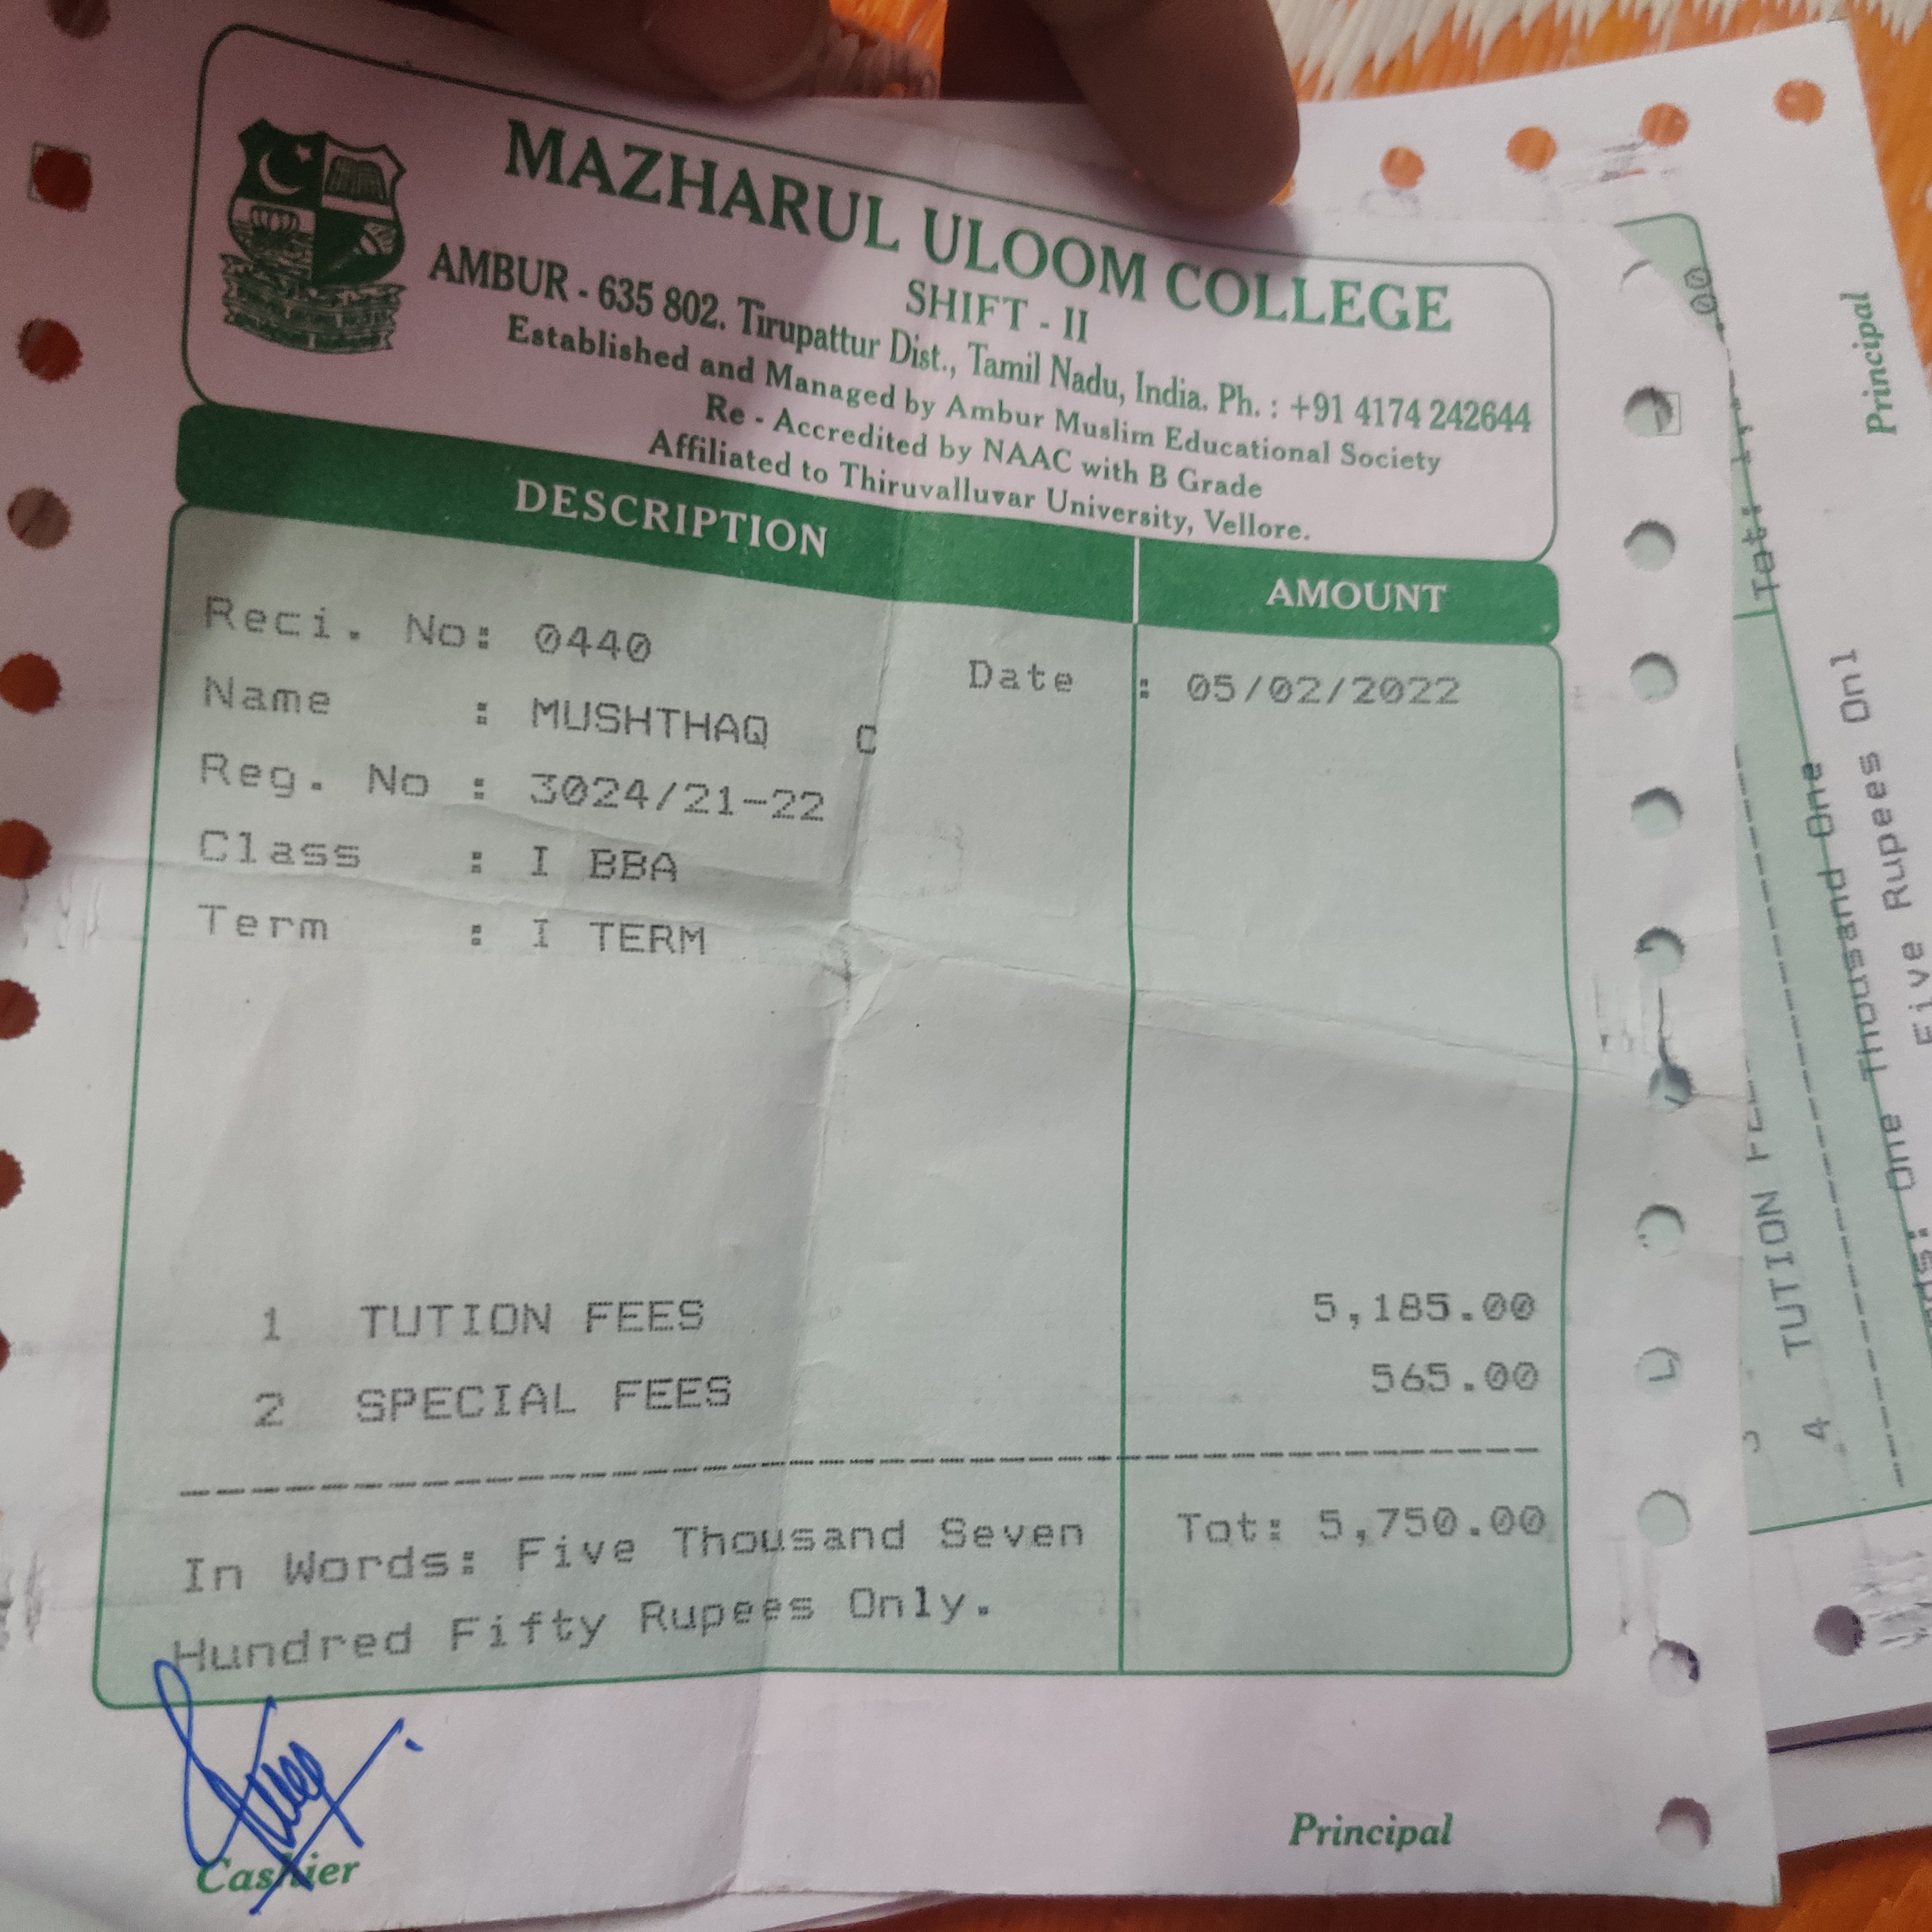 MAZHARUL ULOOM COLLEGE
SHIFT - II
AMBUR - 635 802. Tirupattur Dist., Tamil Nadu, India. Ph. : +91 4174 242644
Established and Managed by Ambur Muslim Educational Society
Re - Accredited by NAAC with B Grade
Affiliated to Thiruvalluvar University, Vellore.
DESCRIPTION AMOUNT
Reci. No: 0440 Date : 05/02/2022
Name : MUSHTHAQ C
Reg. No : 3024/21-22
Class : I BBA
Term : I TERM
1 TUTION FEES 5,185.00
2 SPECIAL FEES 565.00
In Words: Five Thousand Seven Tot: 5,750.00
Hundred Fifty Rupees Only.
Cashier Principal
4 TUTION
Tot:
One Thousand One
Five Rupees Onl
Principal